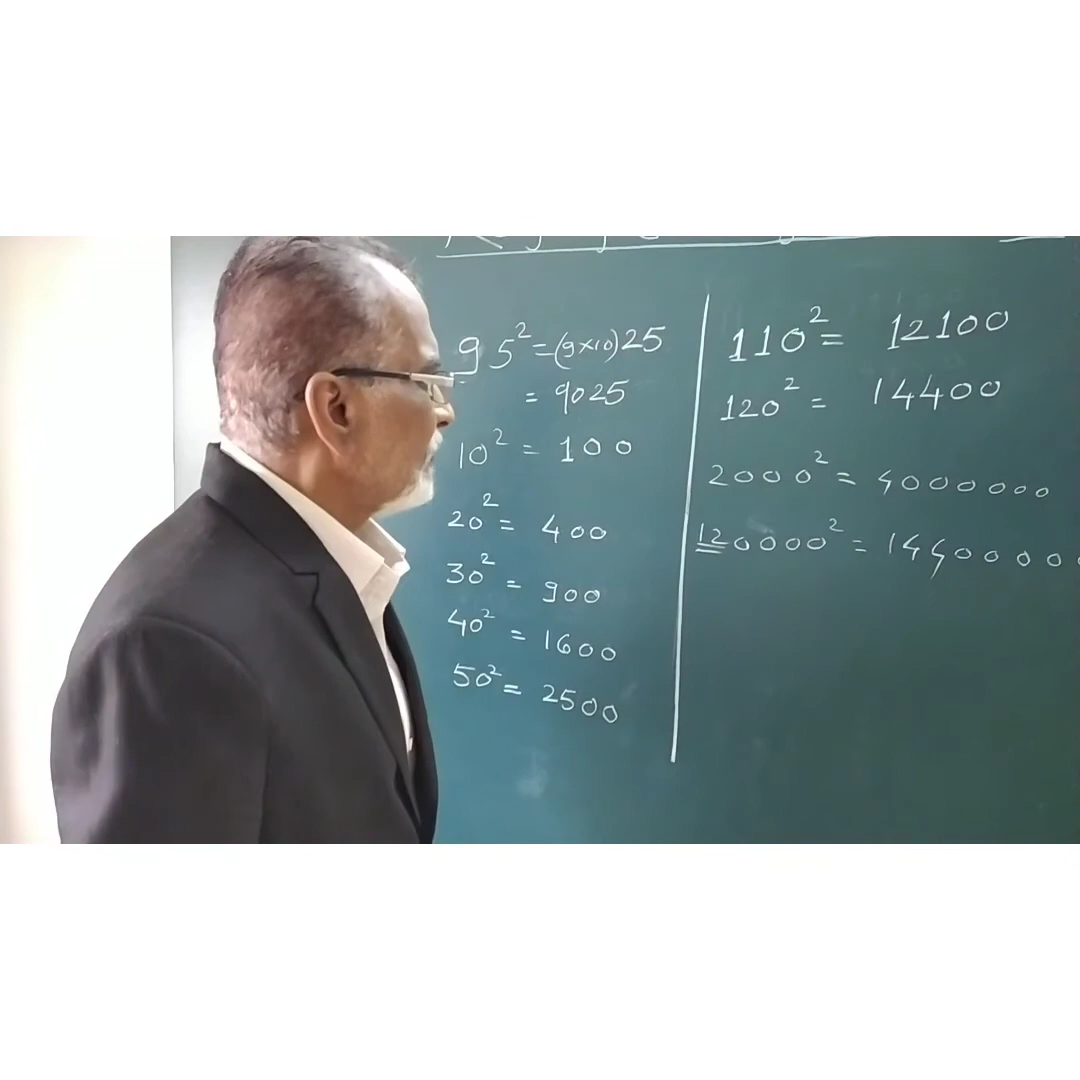 95²=(9×10)25
= 9025
10² = 100
20² = 400
30² = 900
40² = 1600
50² = 2500
110² = 12100
120² = 14400
2000² = 4000000
120000² = 14400000